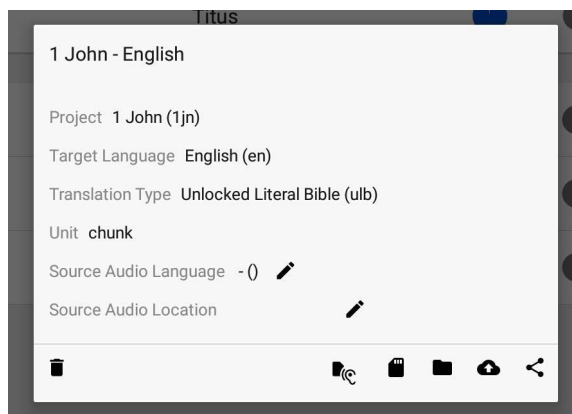 Titus
1 John - English
Project 1 John (1jn)
Target Language English (en)
Translation Type Unlocked Literal Bible (ulb)
Unit chunk
Source Audio Language - ()
Source Audio Location